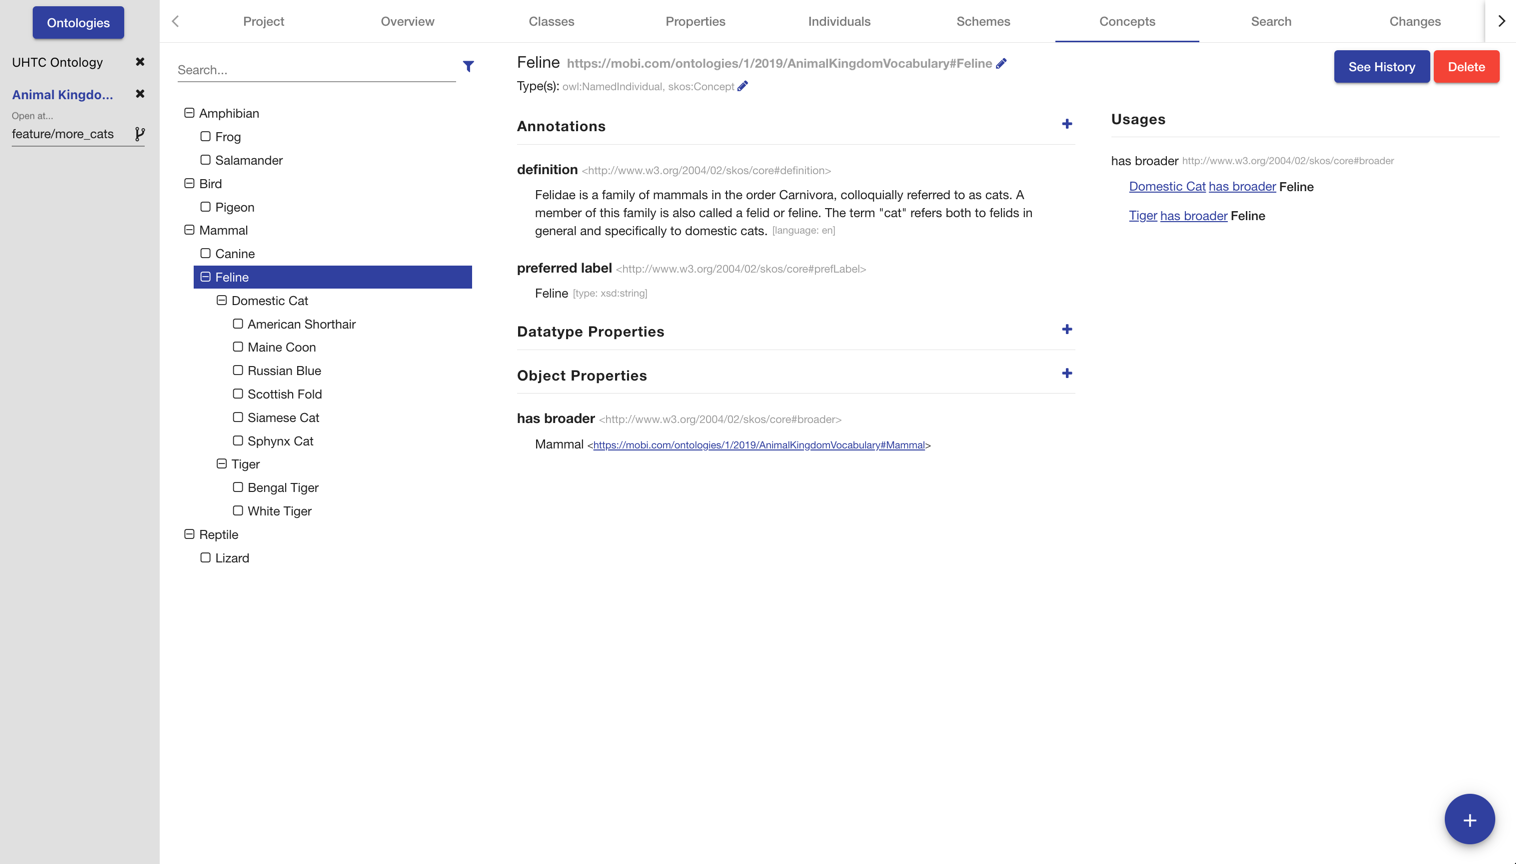 Ontologies
UHTC Ontology
Animal Kingdo...
Open at...
feature/more_cats
Project
Overview
Classes
Properties
Individuals
Schemes
Concepts
Search
Changes
Search...
Amphibian
Frog
Salamander
Bird
Pigeon
Mammal
Canine
Feline
Domestic Cat
American Shorthair
Maine Coon
Russian Blue
Scottish Fold
Siamese Cat
Sphynx Cat
Tiger
Bengal Tiger
White Tiger
Reptile
Lizard
Feline https://mobi.com/ontologies/1/2019/AnimalKingdomVocabulary#Feline
Type(s): owl:NamedIndividual, skos:Concept
See History
Delete
Annotations
definition <http://www.w3.org/2004/02/skos/core#definition>
Felidae is a family of mammals in the order Carnivora, colloquially referred to as cats. A
member of this family is also called a felid or feline. The term "cat" refers both to felids in
general and specifically to domestic cats. [language: en]
preferred label <http://www.w3.org/2004/02/skos/core#prefLabel>
Feline [type: xsd:string]
Datatype Properties
Object Properties
has broader <http://www.w3.org/2004/02/skos/core#broader>
Mammal <https://mobi.com/ontologies/1/2019/AnimalKingdomVocabulary#Mammal>
Usages
has broader http://www.w3.org/2004/02/skos/core#broader
Domestic Cat has broader Feline
Tiger has broader Feline